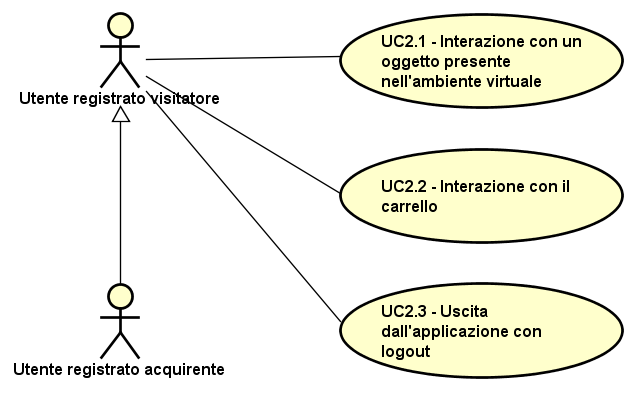 UC2.1 - Interazione con un
oggetto presente
nell'ambiente virtuale
Utente registrato visitatore
UC2.2 - Interazione con il
carrello
UC2.3 - Uscita
dall'applicazione con
logout
Utente registrato acquirente